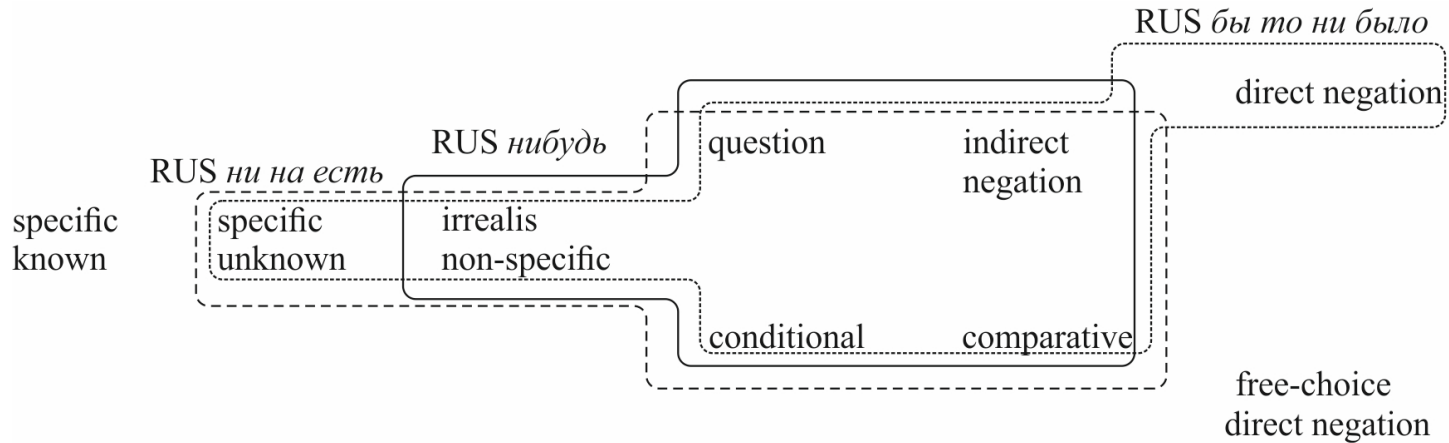 RUS бы то ни было
direct negation
RUS нибудь
question
indirect
negation
RUS ни на есть
specific
known
specific
unknown
irrealis
non-specific
conditional
comparative
free-choice
direct negation